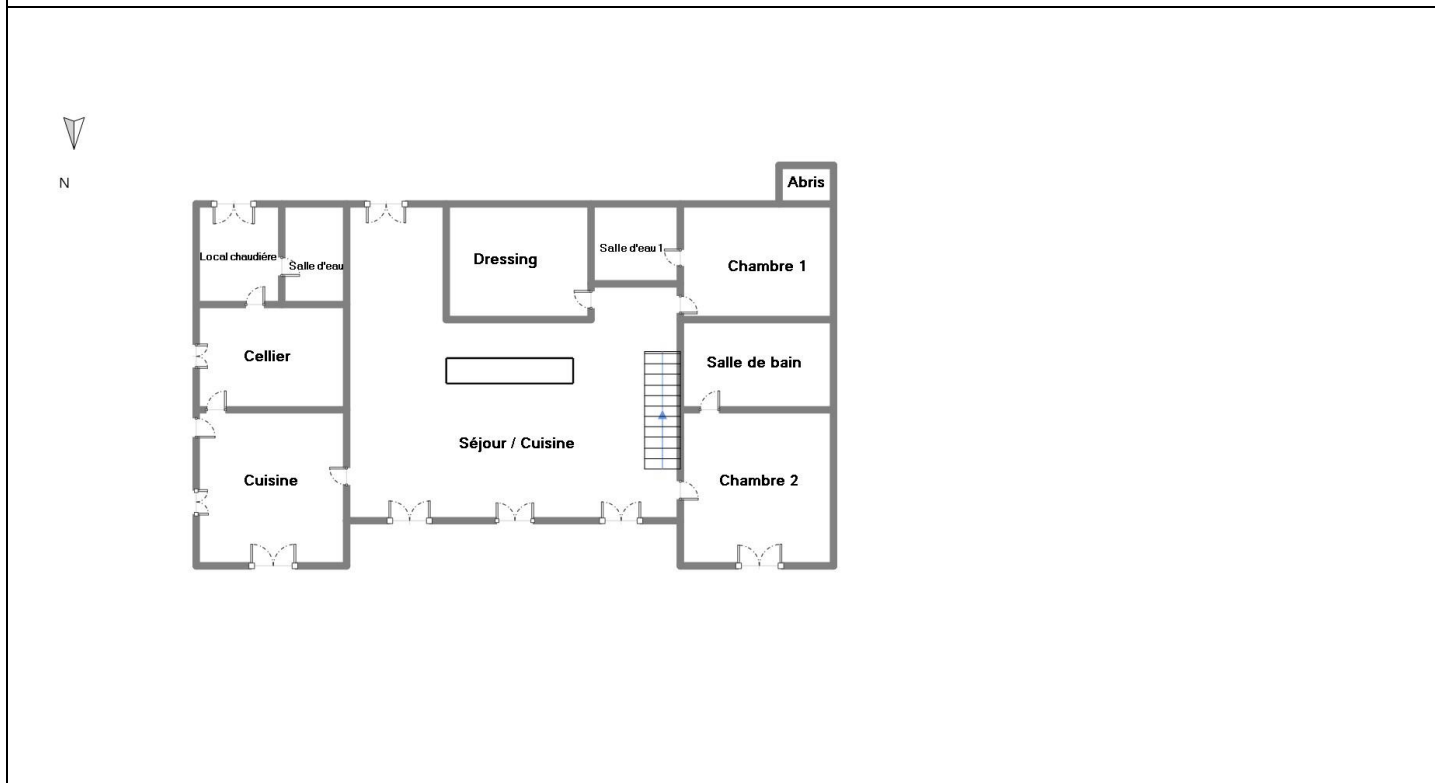 N
Abris
Local chaudiére
Salle d'eau
Dressing
Salle d'eau 1
Chambre 1
Cellier
Salle de bain
Séjour / Cuisine
Cuisine
Chambre 2